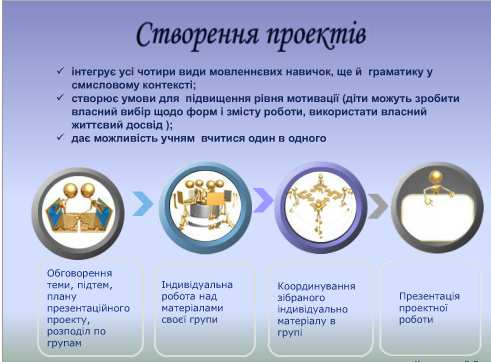 Створення проектів
✓ інтегрує усі чотири види мовленнєвих навичок, ще й граматику у
смисловому контексті;
✓ створює умови для підвищення рівня мотивації (діти можуть зробити
власний вибір щодо форм і змісту роботи, використати власний
життєвий досвід );
✓ дає можливість учням вчитися один в одного
Обговорення
теми, підтем,
плану
презентаційного
проекту,
розподіл по
групам
Індивідуальна
робота над
матеріалами
своєї групи
Координування
зібраного
індивідуально
матеріалу в
групі
Презентація
проектної
роботи